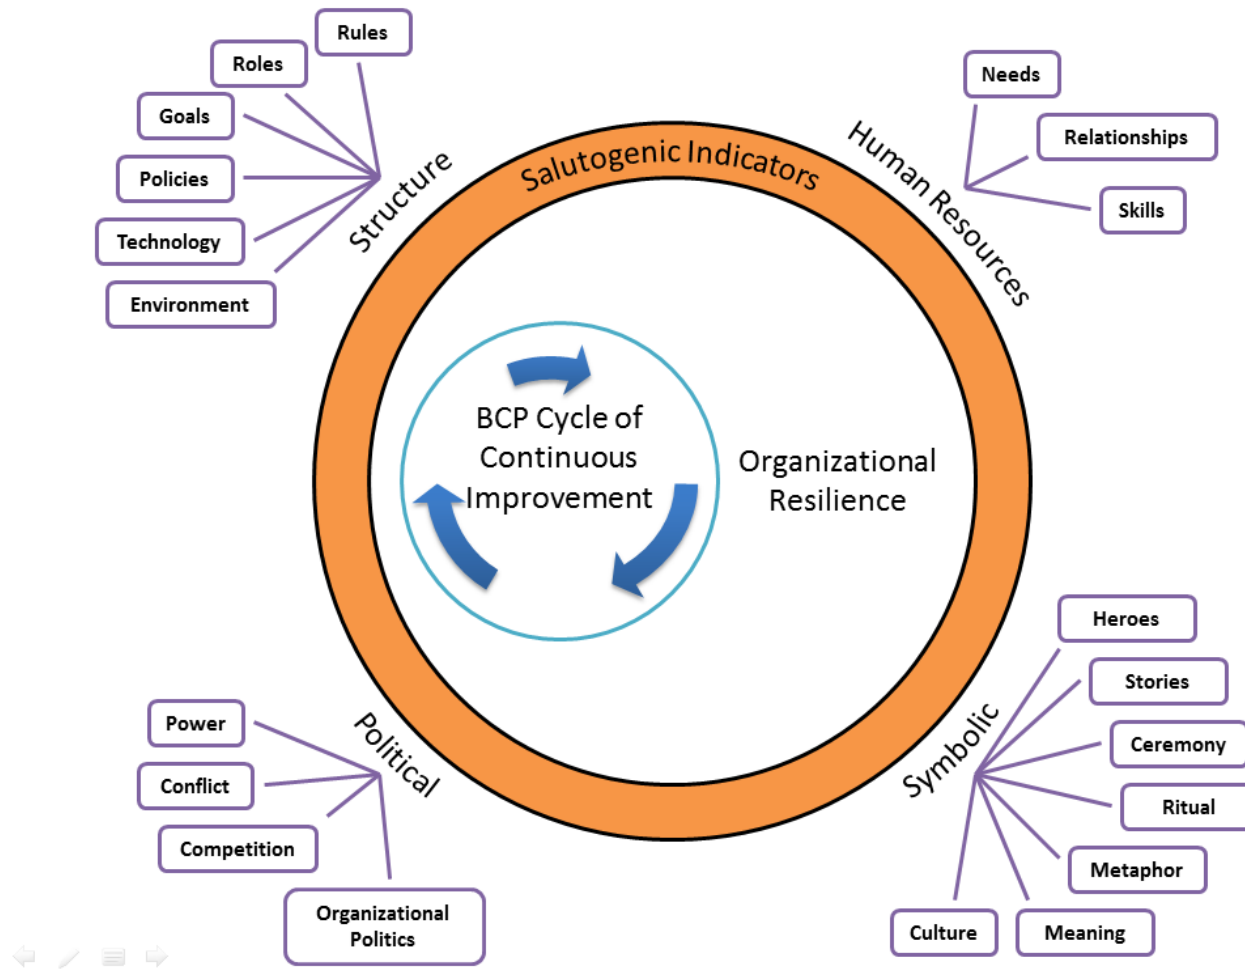 Rules
Roles
Goals
Policies
Technology
Environment
Structure
Salutogenic Indicators
Human Resources
Needs
Relationships
Skills
BCP Cycle of
Continuous
Improvement
Organizational
Resilience
Political
Power
Conflict
Competition
Organizational
Politics
Symbolic
Heroes
Stories
Ceremony
Ritual
Metaphor
Meaning
Culture